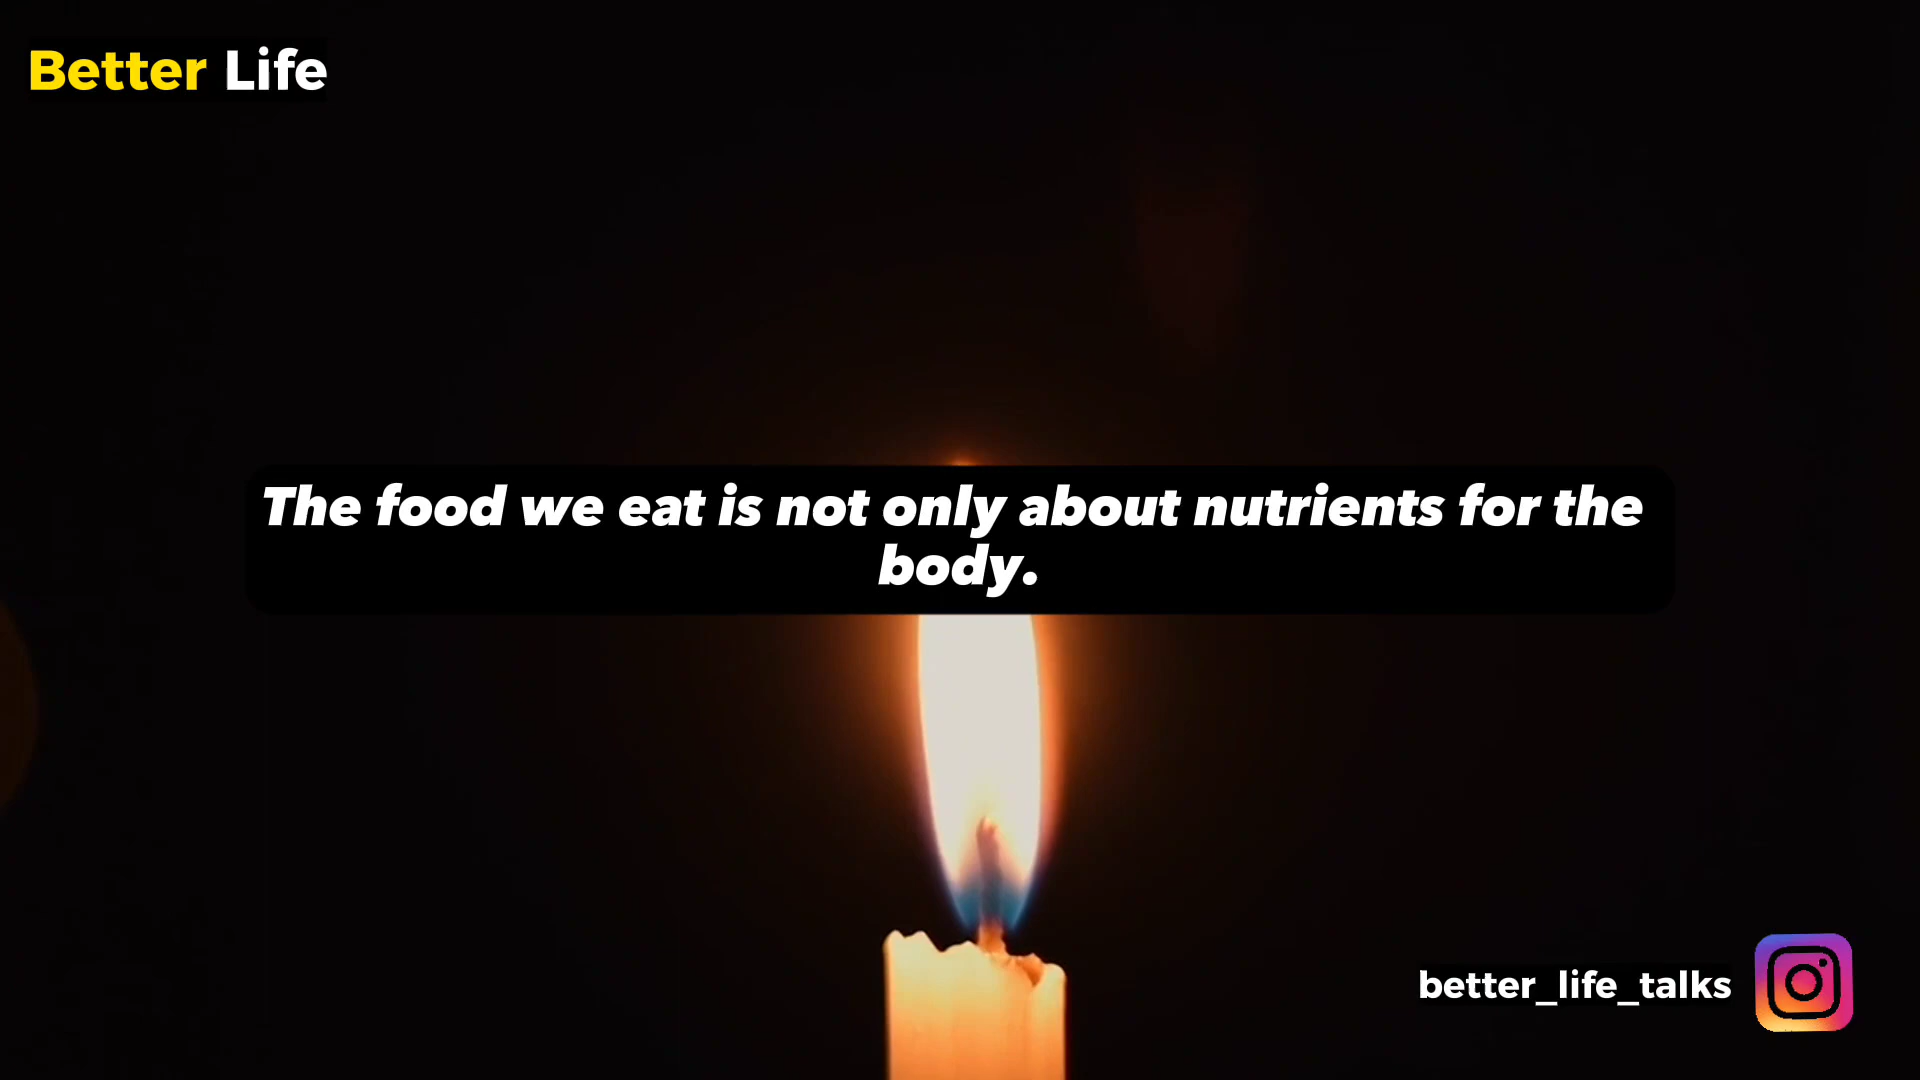 Better Life
The food we eat is not only about nutrients for the
body.
better_life_talks